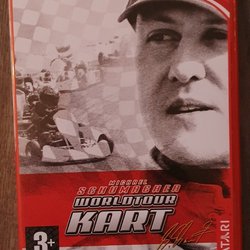 MICHAEL
SCHUMACHER
WORLDTOUR
KART
3+
ATARI